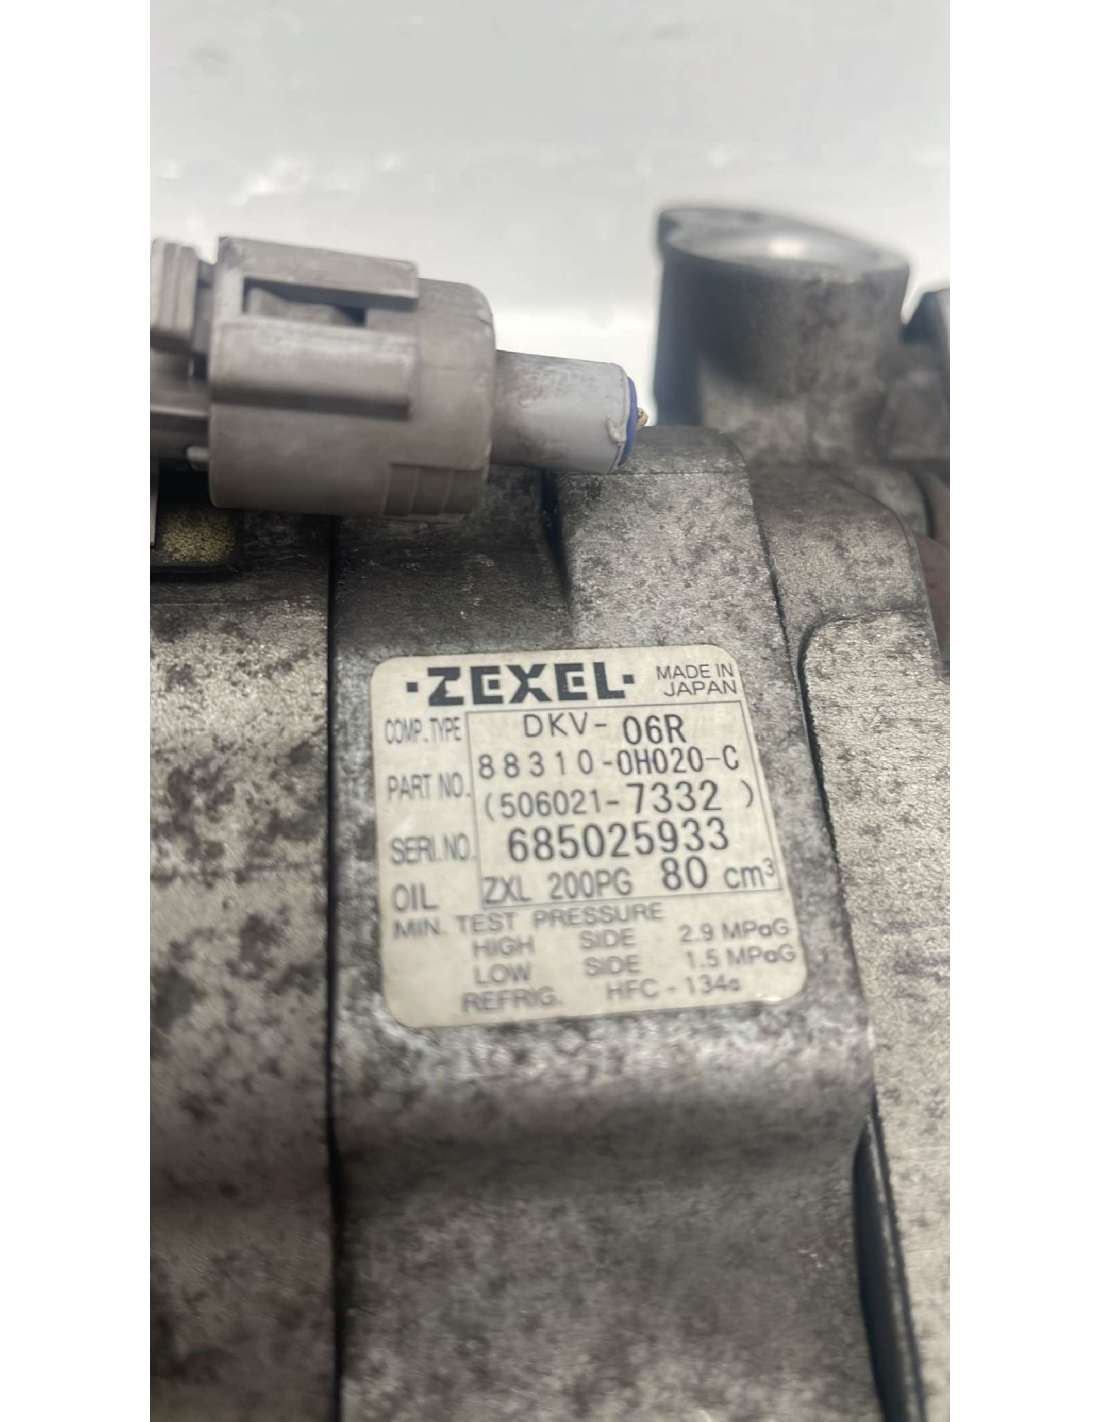 ·ZEXEL· MADE IN JAPAN
COMP. TYPE DKV- 06R
PART NO. 88310-0H020-C
(506021-7332 )
SERI.NO. 685025933
OIL ZXL 200PG 80 cm³
MIN. TEST PRESSURE
HIGH SIDE 2.9 MPaG
LOW SIDE 1.5 MPaG
REFRIG. HFC-134a